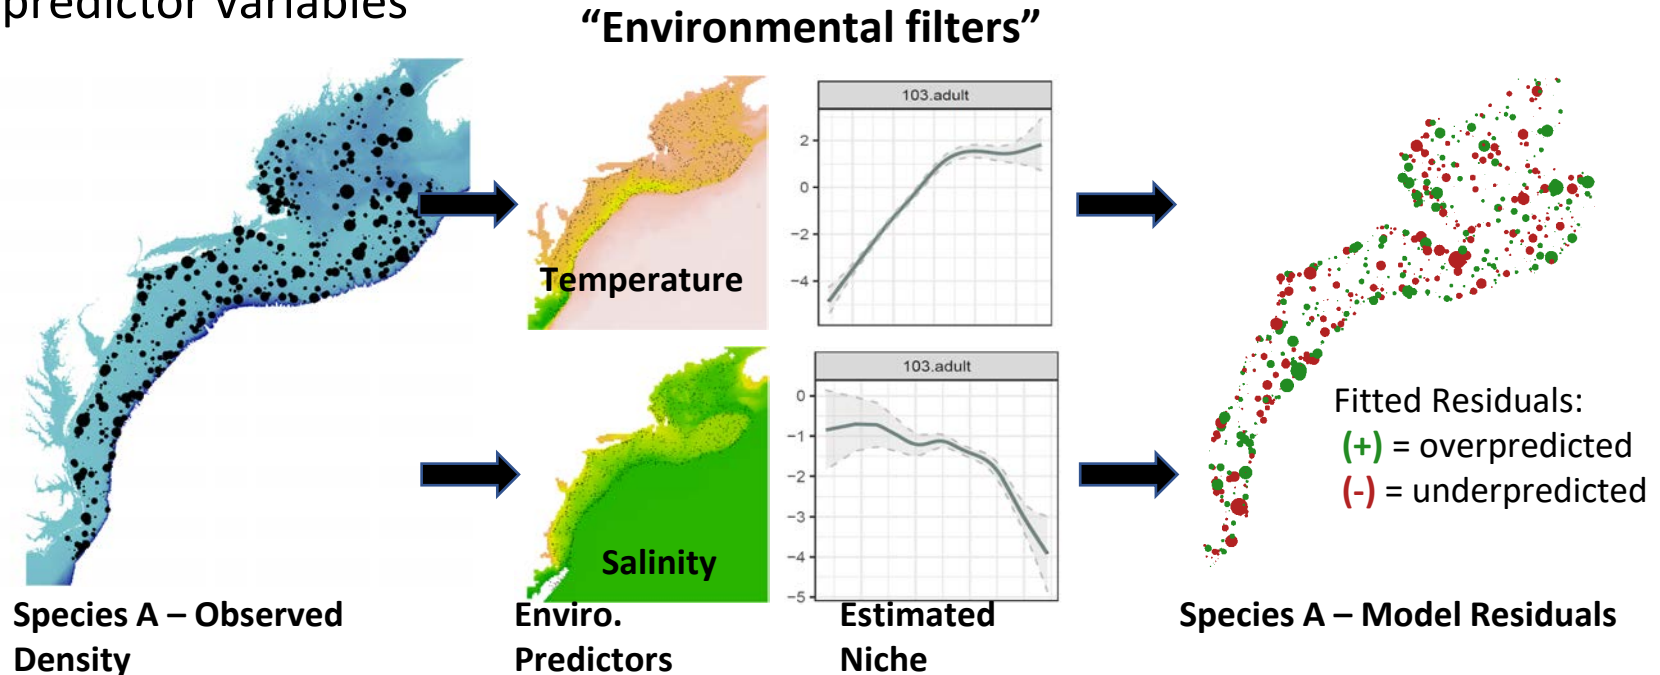 predictor variables
“Environmental filters”
103.adult
2
0
−2
−4
Temperature
103.adult
0
−1
−2
−3
−4
−5
Salinity
Fitted Residuals:
(+) = overpredicted
(-) = underpredicted
Species A – Observed
Density
Enviro.
Predictors
Estimated
Niche
Species A – Model Residuals